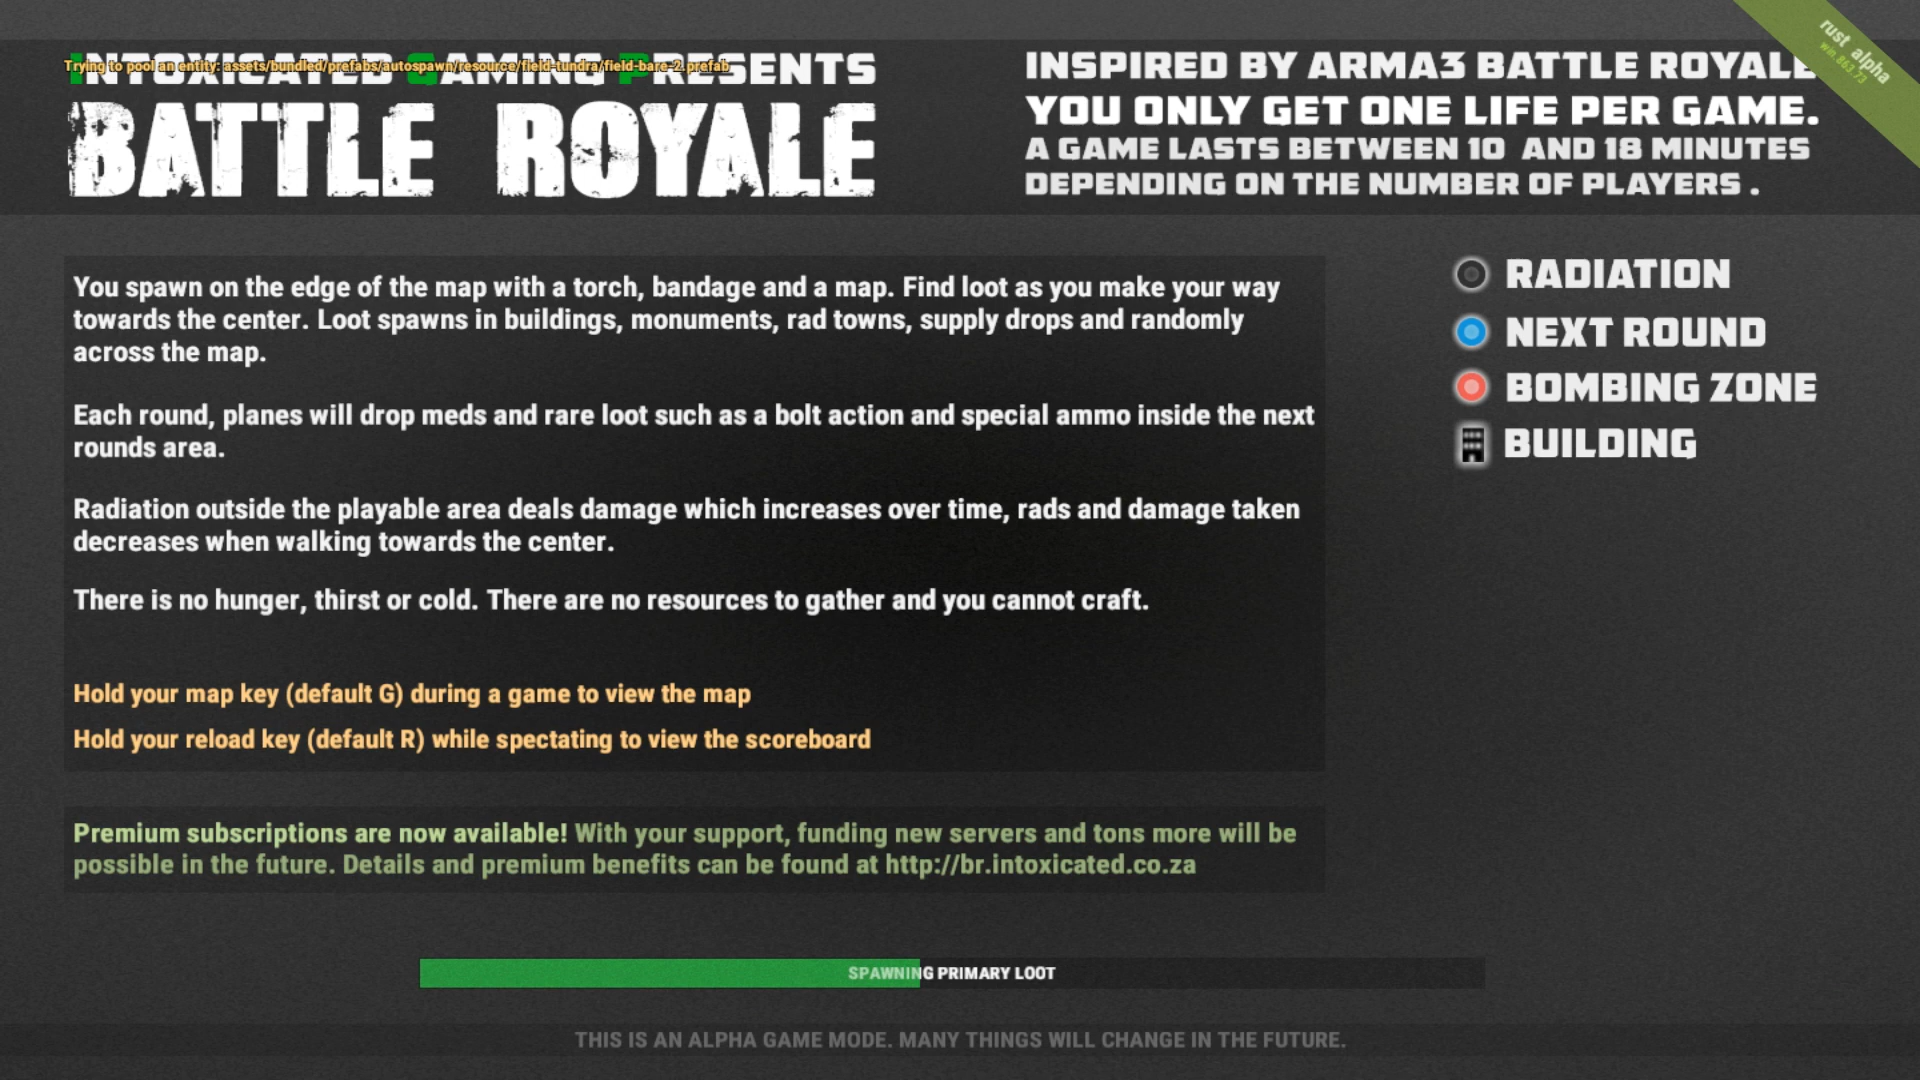 INTOXICATED GAMING PRESENTS
Trying to pool an entity: assets/bundled/prefabs/autospawn/resource/field-tundra/field-bare-2.prefab
BATTLE ROYALE
INSPIRED BY ARMA3 BATTLE ROYALE
YOU ONLY GET ONE LIFE PER GAME.
A GAME LASTS BETWEEN 10 AND 18 MINUTES
DEPENDING ON THE NUMBER OF PLAYERS .
rust alpha
win.863.73
You spawn on the edge of the map with a torch, bandage and a map. Find loot as you make your way
towards the center. Loot spawns in buildings, monuments, rad towns, supply drops and randomly
across the map.
Each round, planes will drop meds and rare loot such as a bolt action and special ammo inside the next
rounds area.
Radiation outside the playable area deals damage which increases over time, rads and damage taken
decreases when walking towards the center.
There is no hunger, thirst or cold. There are no resources to gather and you cannot craft.
Hold your map key (default G) during a game to view the map
Hold your reload key (default R) while spectating to view the scoreboard
RADIATION
NEXT ROUND
BOMBING ZONE
BUILDING
Premium subscriptions are now available! With your support, funding new servers and tons more will be
possible in the future. Details and premium benefits can be found at http://br.intoxicated.co.za
SPAWNING PRIMARY LOOT
THIS IS AN ALPHA GAME MODE. MANY THINGS WILL CHANGE IN THE FUTURE.